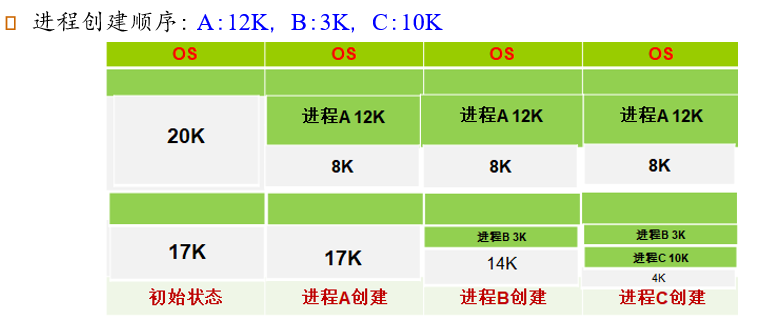 进程创建顺序: A:12K, B:3K, C:10K
OS OS OS OS
20K 进程A 12K 进程A 12K 进程A 12K
8K 8K 8K
17K 17K 进程B 3K 进程B 3K
14K 进程C 10K
4K
初始状态 进程A创建 进程B创建 进程C创建